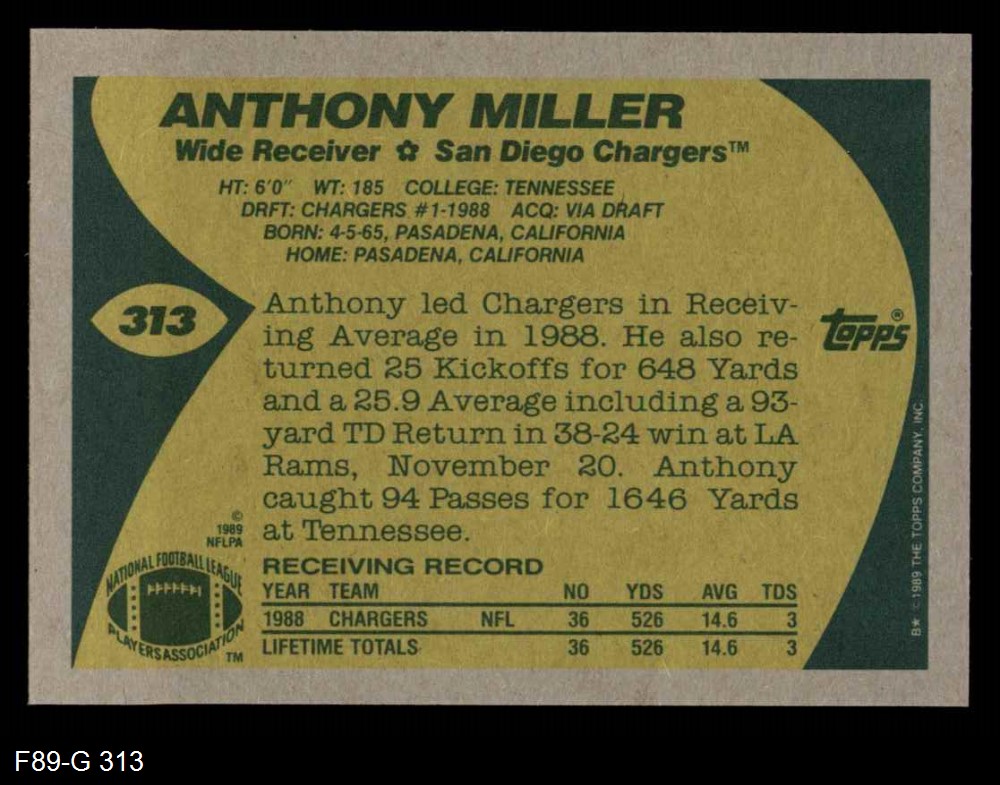 ANTHONY MILLER
Wide Receiver ✿ San Diego Chargers™
HT: 6'0" WT: 185 COLLEGE: TENNESSEE
DRFT: CHARGERS #1-1988 ACQ: VIA DRAFT
BORN: 4-5-65, PASADENA, CALIFORNIA
HOME: PASADENA, CALIFORNIA
313
Anthony led Chargers in Receiv-
ing Average in 1988. He also re-
turned 25 Kickoffs for 648 Yards
and a 25.9 Average including a 93-
yard TD Return in 38-24 win at LA
Rams, November 20. Anthony
caught 94 Passes for 1646 Yards
at Tennessee.
topps®
©
1989
NFLPA
NATIONAL FOOTBALL LEAGUE
PLAYERS ASSOCIATION
TM
RECEIVING RECORD
YEAR TEAM NO YDS AVG TDS
1988 CHARGERS NFL 36 526 14.6 3
LIFETIME TOTALS 36 526 14.6 3
B* © 1989 THE TOPPS COMPANY, INC.
F89-G 313